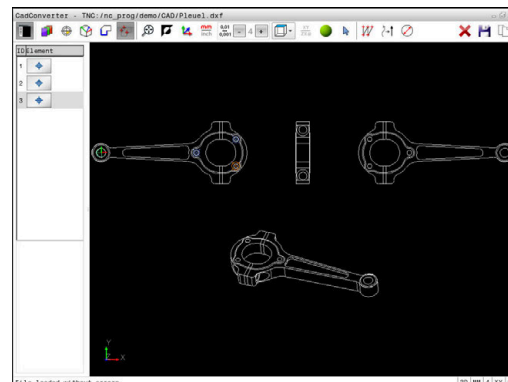 CadConverter - TNC:/nc_prog/demo/CAD/Pleuel.dxf
mm
inch
0.01
0,001
4
ID Element
1
2
3
Y
X
File loaded without errors